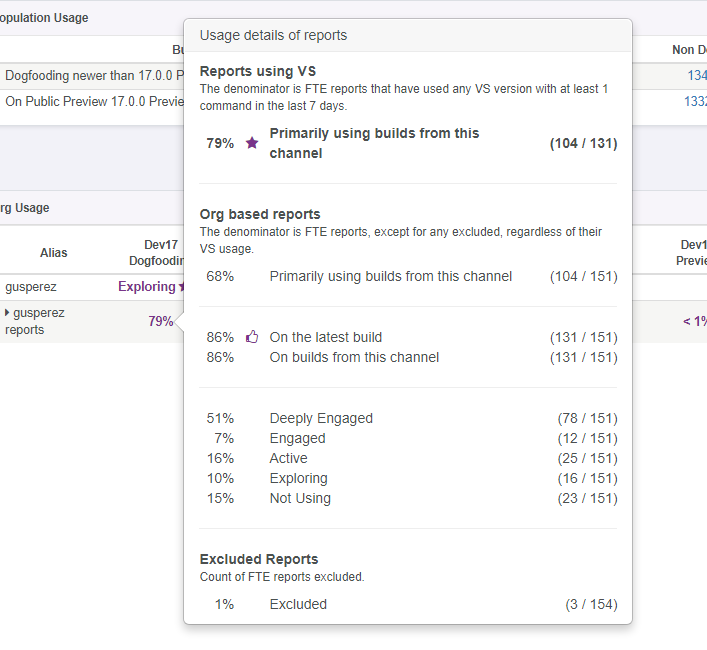 opulation Usage
Usage details of reports
Bu
Non De
Dogfooding newer than 17.0.0 P
134
On Public Preview 17.0.0 Previe
1332
Reports using VS
The denominator is FTE reports that have used any VS version with at least 1
command in the last 7 days.
79% Primarily using builds from this
channel (104 / 131)
rg Usage
Alias
Dev17
Dogfoodin
Dev1
Previe
gusperez Exploring
gusperez
reports
79%
< 1%
Org based reports
The denominator is FTE reports, except for any excluded, regardless of their
VS usage.
68% Primarily using builds from this channel (104 / 151)
86% On the latest build (131 / 151)
86% On builds from this channel (131 / 151)
51% Deeply Engaged (78 / 151)
7% Engaged (12 / 151)
16% Active (25 / 151)
10% Exploring (16 / 151)
15% Not Using (23 / 151)
Excluded Reports
Count of FTE reports excluded.
1% Excluded (3 / 154)